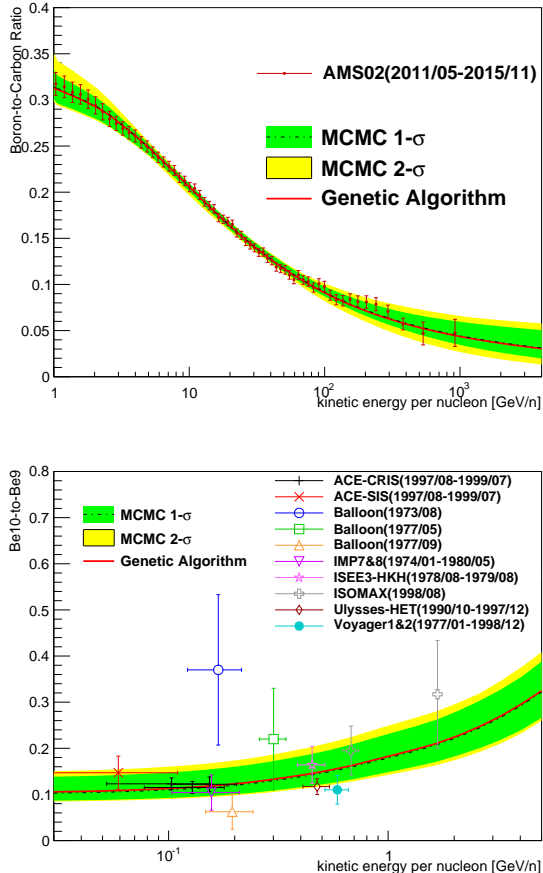 Boron-to-Carbon Ratio
0.4
0.35
0.3
0.25
0.2
0.15
0.1
0.05
0
AMS02(2011/05-2015/11)
MCMC 1-σ
MCMC 2-σ
Genetic Algorithm
1 10 10² 10³
kinetic energy per nucleon [GeV/n]
Be10-to-Be9
0.8
0.7
0.6
0.5
0.4
0.3
0.2
0.1
0.0
MCMC 1-σ
MCMC 2-σ
Genetic Algorithm
ACE-CRIS(1997/08-1999/07)
ACE-SIS(1997/08-1999/07)
Balloon(1973/08)
Balloon(1977/05)
Balloon(1977/09)
IMP7&8(1974/01-1980/05)
ISEE3-HKH(1978/08-1979/08)
ISOMAX(1998/08)
Ulysses-HET(1990/10-1997/12)
Voyager1&2(1977/01-1998/12)
10⁻¹ 1
kinetic energy per nucleon [GeV/n]